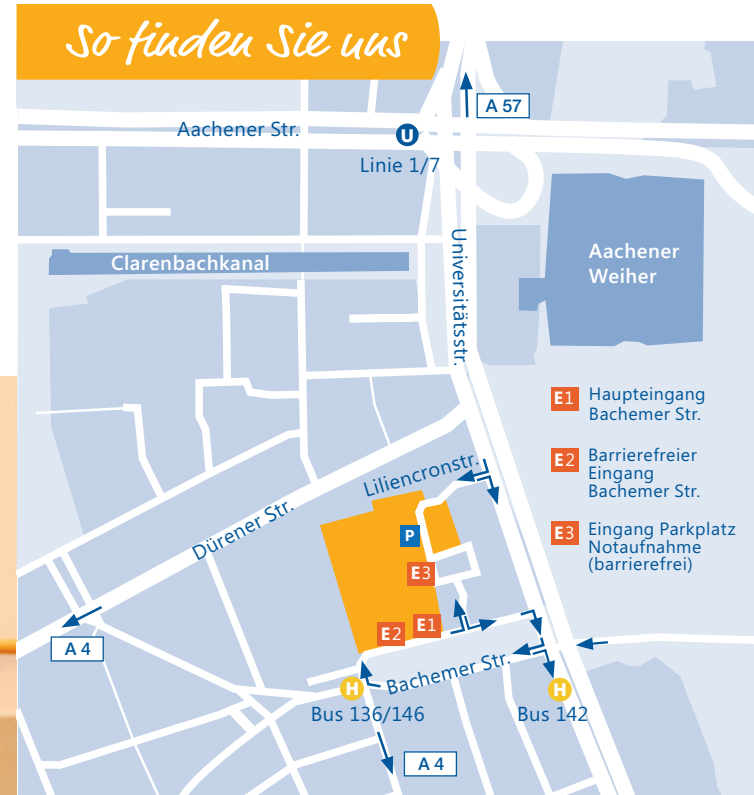 So finden Sie uns
A 57
Aachener Str.
U
Linie 1/7
Universitätsstr.
Clarenbachkanal
Aachener
Weiher
E1 Haupteingang
Bachemer Str.
E2 Barrierefreier
Eingang
Bachemer Str.
E3 Eingang Parkplatz
Notaufnahme
(barrierefrei)
Liliencronstr.
Dürener Str.
P
E3
E1
E2
A 4
Bachemer Str.
H
Bus 136/146
H
Bus 142
A 4